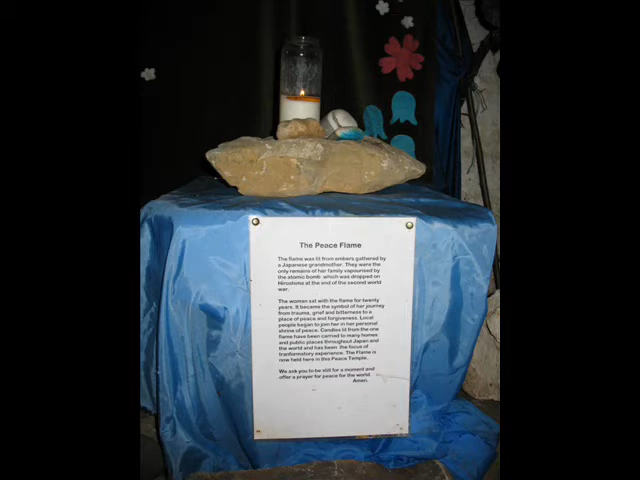 The Peace Flame
The flame was lit from embers gathered by
a Japanese grandmother. They were the
only remains of her family vapourised by
the atomic bomb which was dropped on
Hiroshima at the end of the second world
war.
The women sat with the flame for twenty
years. It became the symbol of her journey
from trauma, grief and bitterness to a
place of peace and forgiveness. Local
people began to join her in her personal
shrine of peace. Candles lit from the one
flame have been carried to many homes
and public places throughout Japan and
the world and has been the focus of
tranformatory experience. The Flame is
now held here in this Peace Temple.
We ask you to be still for a moment and
offer a prayer for peace for the world.
Amen.